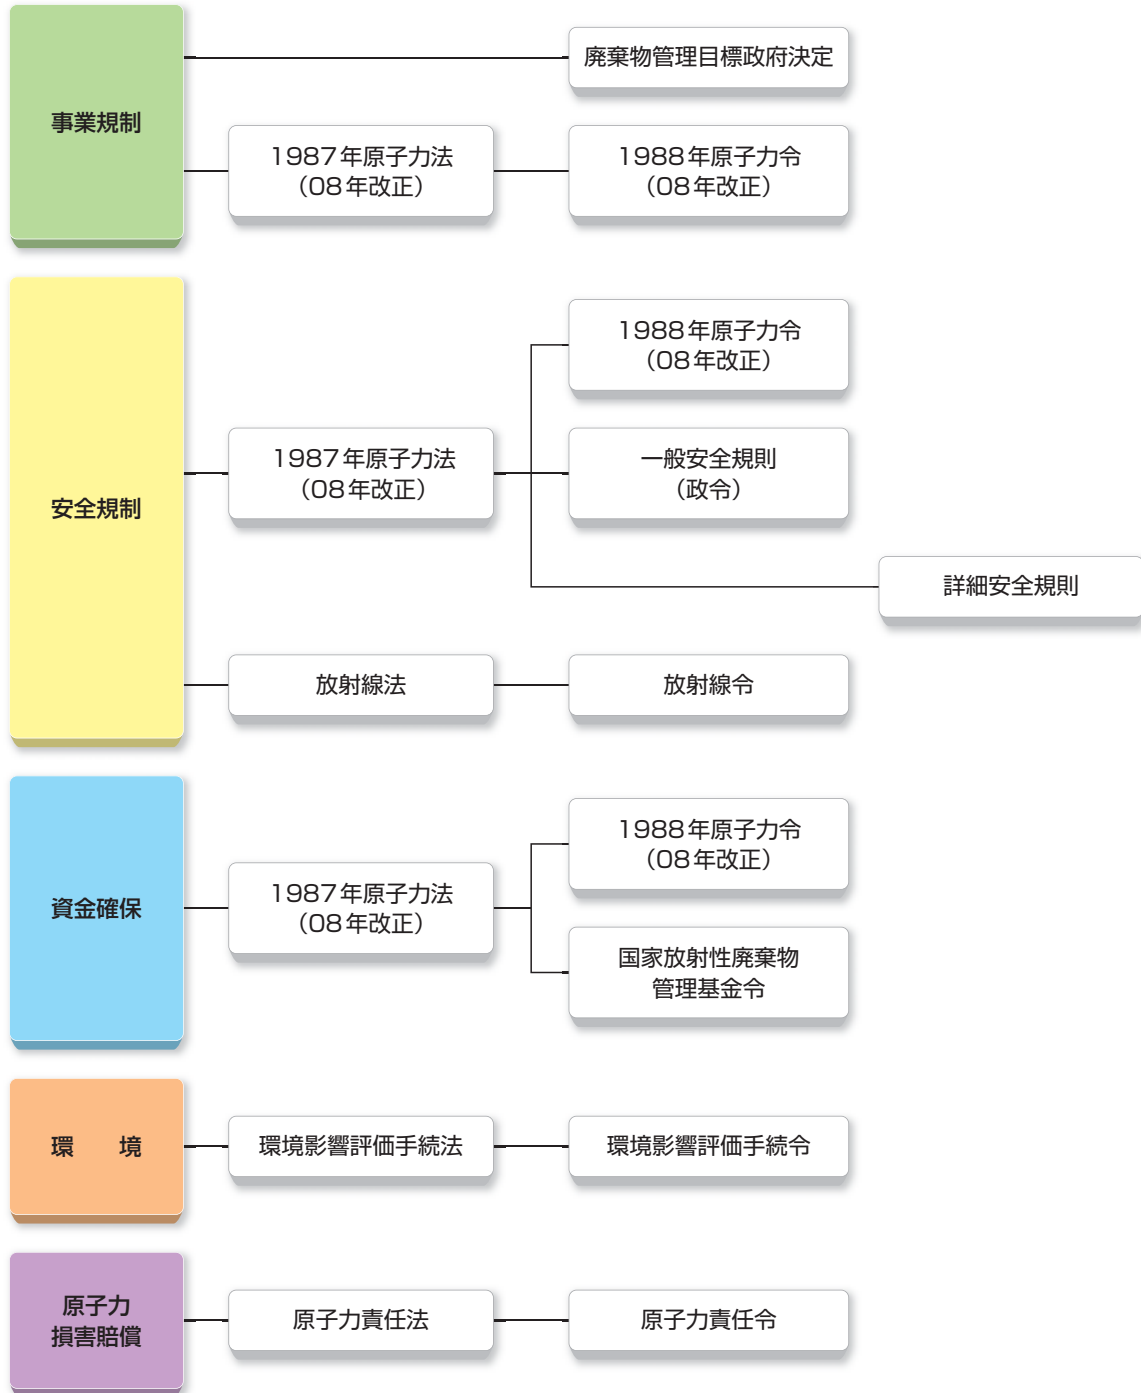 事業規制
廃棄物管理目標政府決定
1987年原子力法
（08年改正）
1988年原子力令
（08年改正）
安全規制
1987年原子力法
（08年改正）
1988年原子力令
（08年改正）
一般安全規則
（政令）
詳細安全規則
放射線法
放射線令
資金確保
1987年原子力法
（08年改正）
1988年原子力令
（08年改正）
国家放射性廃棄物
管理基金令
環　　境
環境影響評価手続法
環境影響評価手続令
原子力
損害賠償
原子力責任法
原子力責任令